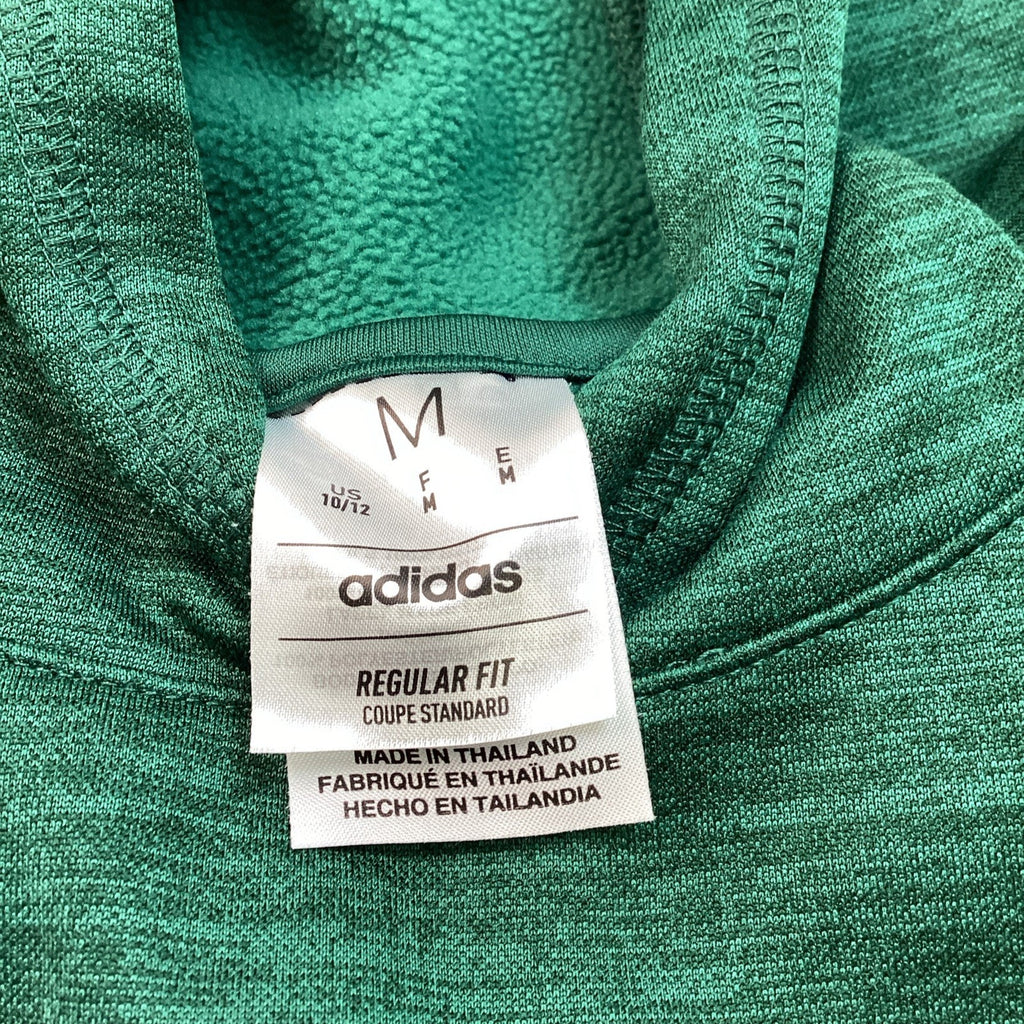 M
US F E
10/12 M M
adidas
REGULAR FIT
COUPE STANDARD
MADE IN THAILAND
FABRIQUÉ EN THAÏLANDE
HECHO EN TAILANDIA